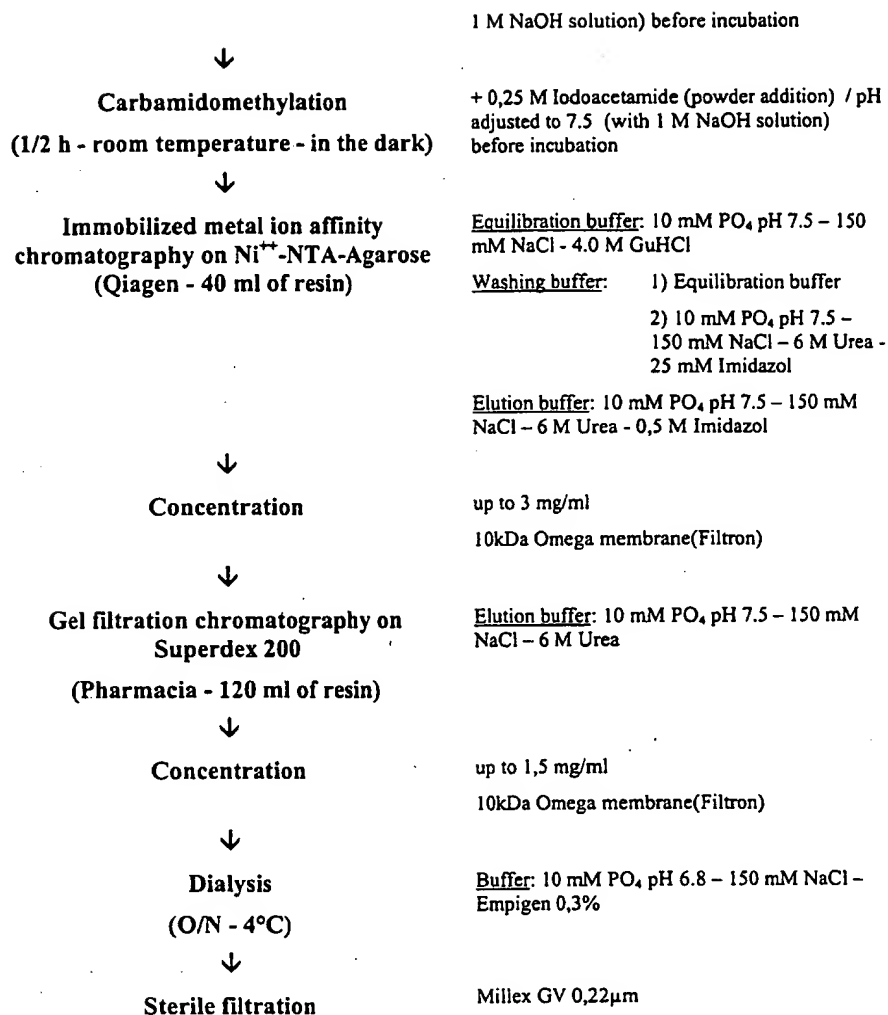 1 M NaOH solution) before incubation
↓
Carbamidomethylation
(1/2 h - room temperature - in the dark)
+ 0,25 M Iodoacetamide (powder addition) / pH
adjusted to 7.5 (with 1 M NaOH solution)
before incubation
↓
Immobilized metal ion affinity
chromatography on Ni⁺⁺-NTA-Agarose
(Qiagen - 40 ml of resin)
Equilibration buffer: 10 mM PO₄ pH 7.5 – 150
mM NaCl - 4.0 M GuHCl
Washing buffer: 1) Equilibration buffer
2) 10 mM PO₄ pH 7.5 –
150 mM NaCl – 6 M Urea -
25 mM Imidazol
Elution buffer: 10 mM PO₄ pH 7.5 – 150 mM
NaCl – 6 M Urea - 0,5 M Imidazol
↓
Concentration
up to 3 mg/ml
10kDa Omega membrane(Filtron)
↓
Gel filtration chromatography on
Superdex 200
(Pharmacia - 120 ml of resin)
Elution buffer: 10 mM PO₄ pH 7.5 – 150 mM
NaCl – 6 M Urea
↓
Concentration
up to 1,5 mg/ml
10kDa Omega membrane(Filtron)
↓
Dialysis
(O/N - 4°C)
Buffer: 10 mM PO₄ pH 6.8 – 150 mM NaCl –
Empigen 0,3%
↓
Sterile filtration
Millex GV 0,22µm